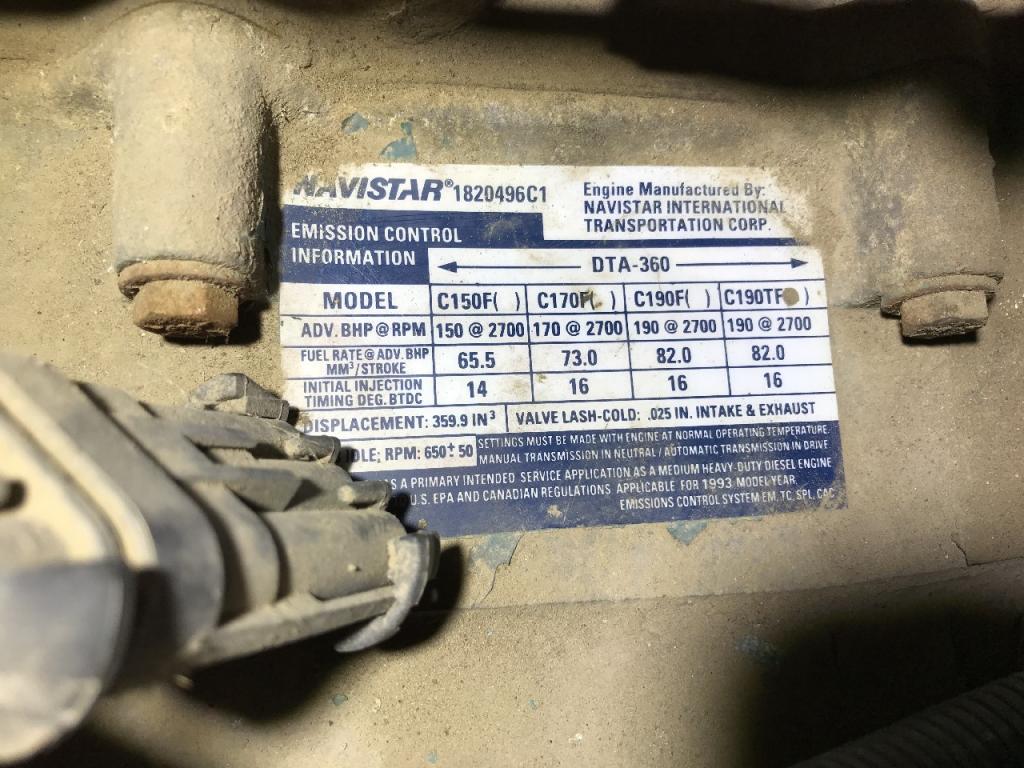 NAVISTAR® 1820496C1
Engine Manufactured By:
NAVISTAR INTERNATIONAL
TRANSPORTATION CORP.
EMISSION CONTROL
INFORMATION
DTA-360
MODEL C150F( ) C170F( ) C190F( ) C190TF( )
ADV. BHP @ RPM 150 @ 2700 170 @ 2700 190 @ 2700 190 @ 2700
FUEL RATE @ ADV. BHP
MM³/STROKE 65.5 73.0 82.0 82.0
INITIAL INJECTION
TIMING DEG. BTDC 14 16 16 16
DISPLACEMENT: 359.9 IN³ VALVE LASH-COLD: .025 IN. INTAKE & EXHAUST
IDLE; RPM: 650 ± 50
SETTINGS MUST BE MADE WITH ENGINE AT NORMAL OPERATING TEMPERATURE.
MANUAL TRANSMISSION IN NEUTRAL / AUTOMATIC TRANSMISSION IN DRIVE
AS A PRIMARY INTENDED SERVICE APPLICATION AS A MEDIUM HEAVY-DUTY DIESEL ENGINE
U.S. EPA AND CANADIAN REGULATIONS APPLICABLE FOR 1993 MODEL YEAR.
EMISSIONS CONTROL SYSTEM EM, TC, SPL, CAC